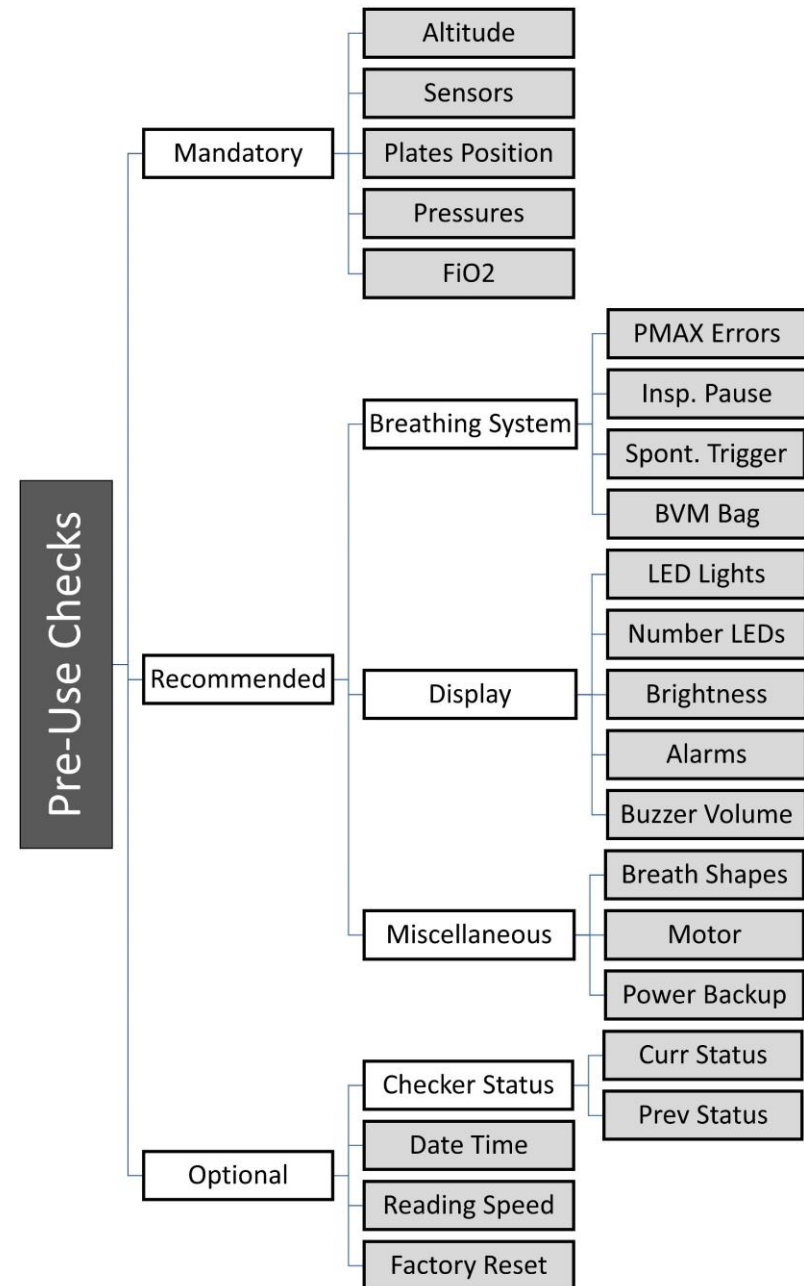 Pre-Use Checks
Mandatory
Altitude
Sensors
Plates Position
Pressures
FiO2
Recommended
Breathing System
PMAX Errors
Insp. Pause
Spont. Trigger
BVM Bag
Display
LED Lights
Number LEDs
Brightness
Alarms
Buzzer Volume
Miscellaneous
Breath Shapes
Motor
Power Backup
Optional
Checker Status
Curr Status
Prev Status
Date Time
Reading Speed
Factory Reset